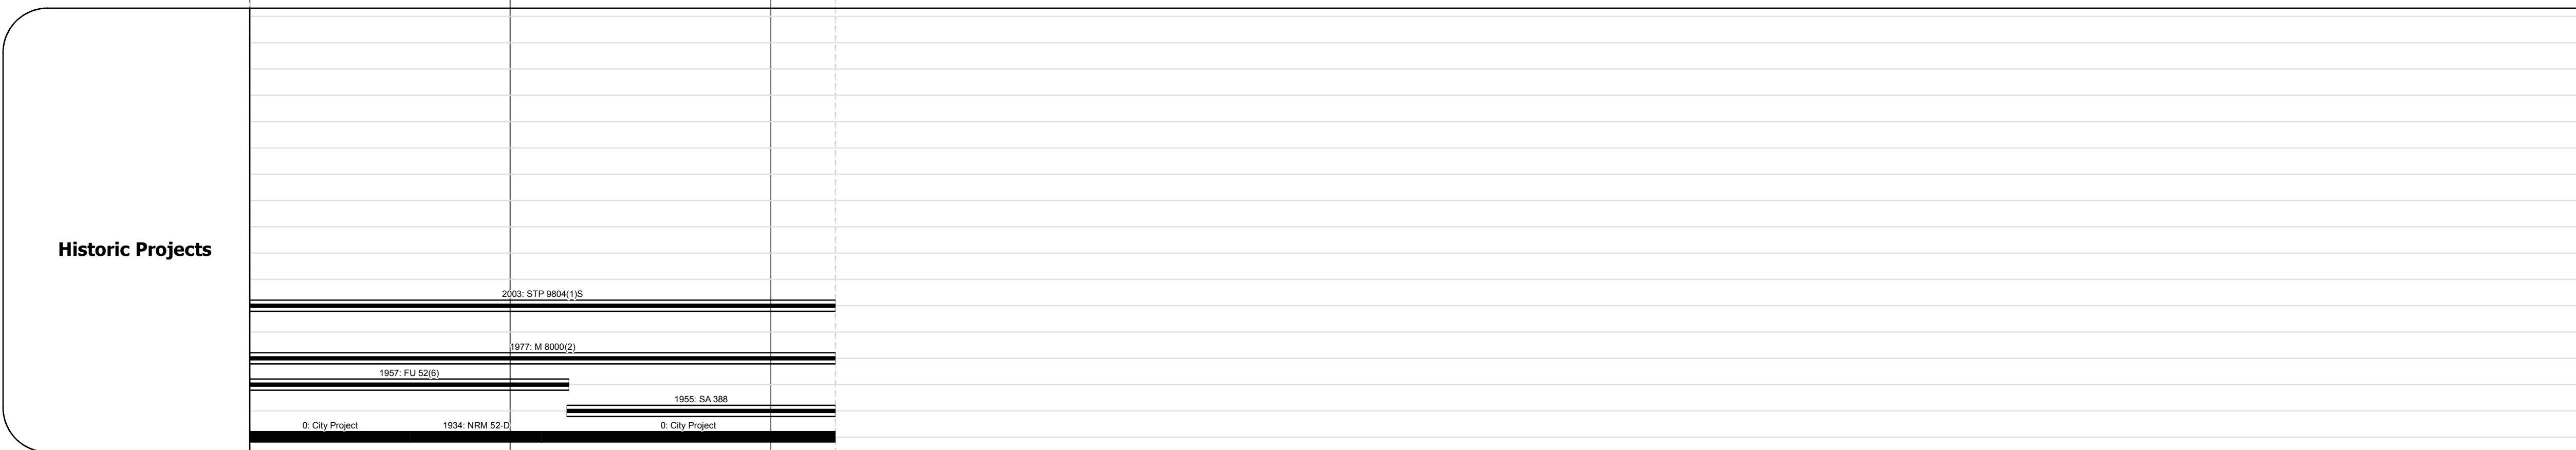 Historic Projects
2003: STP 9804(1)S
1977: M 8000(2)
1957: FU 52(6)
1955: SA 388
0: City Project
1934: NRM 52-D
0: City Project